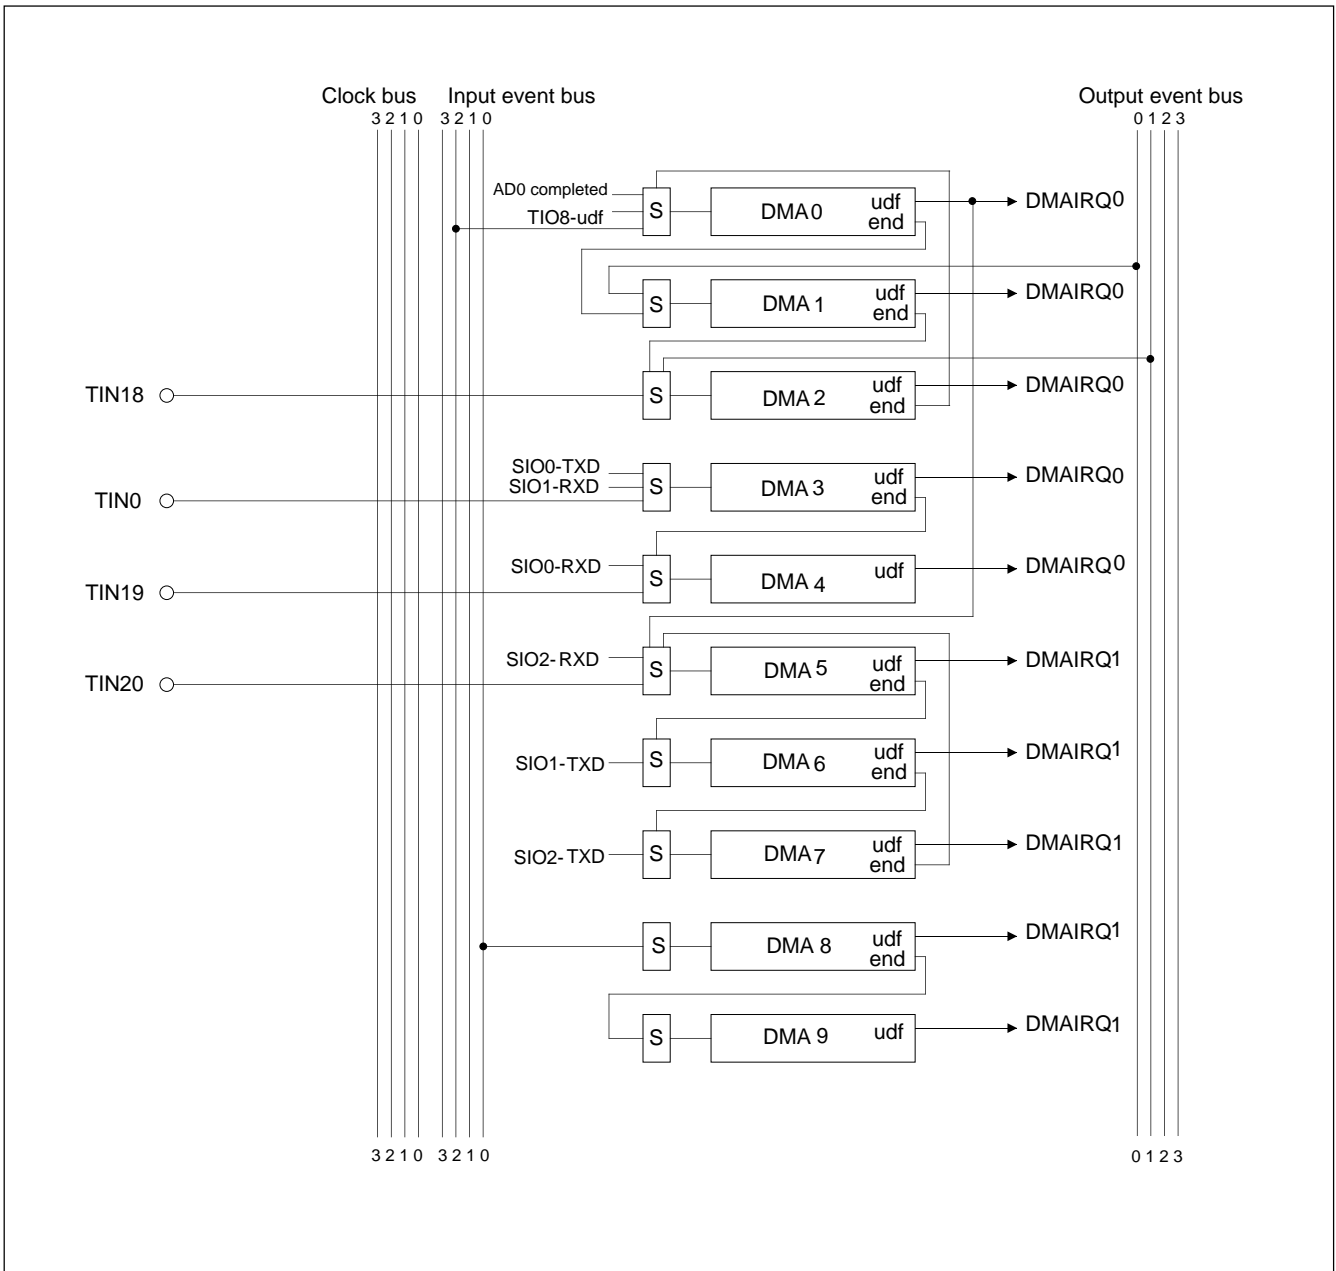 Clock bus Input event bus Output event bus
3 2 1 0 3 2 1 0 0 1 2 3
AD0 completed
TIO8-udf
S DMA0 udf end DMAIRQ0
S DMA 1 udf end DMAIRQ0
TIN18 S DMA 2 udf end DMAIRQ0
SIO0-TXD
SIO1-RXD
TIN0 S DMA 3 udf end DMAIRQ0
SIO0-RXD
TIN19 S DMA 4 udf DMAIRQ0
SIO2-RXD
TIN20 S DMA 5 udf end DMAIRQ1
SIO1-TXD S DMA 6 udf end DMAIRQ1
SIO2-TXD S DMA7 udf end DMAIRQ1
S DMA 8 udf end DMAIRQ1
S DMA 9 udf DMAIRQ1
3 2 1 0 3 2 1 0 0 1 2 3